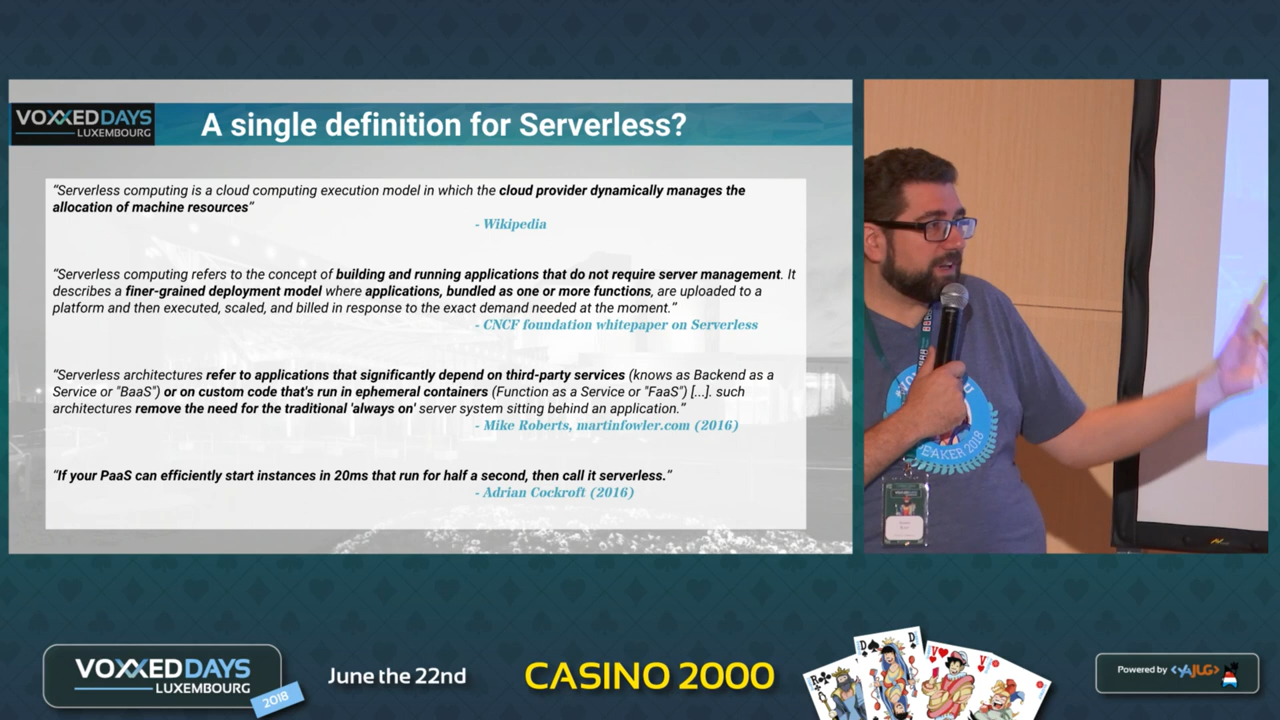 VOXXEDDAYS
LUXEMBOURG
A single definition for Serverless?
“Serverless computing is a cloud computing execution model in which the cloud provider dynamically manages the
allocation of machine resources”
- Wikipedia
“Serverless computing refers to the concept of building and running applications that do not require server management. It
describes a finer-grained deployment model where applications, bundled as one or more functions, are uploaded to a
platform and then executed, scaled, and billed in response to the exact demand needed at the moment.”
- CNCF foundation whitepaper on Serverless
“Serverless architectures refer to applications that significantly depend on third-party services (knows as Backend as a
Service or "BaaS") or on custom code that's run in ephemeral containers (Function as a Service or "FaaS") [...]. such
architectures remove the need for the traditional 'always on' server system sitting behind an application.”
- Mike Roberts, martinfowler.com (2016)
“If your PaaS can efficiently start instances in 20ms that run for half a second, then call it serverless.”
- Adrian Cockroft (2016)
SPEAKER 2018
VOXXEDDAYS
LUXEMBOURG
2018
June the 22nd
CASINO 2000
R
D
D
V
V
Powered by <YAJUG>